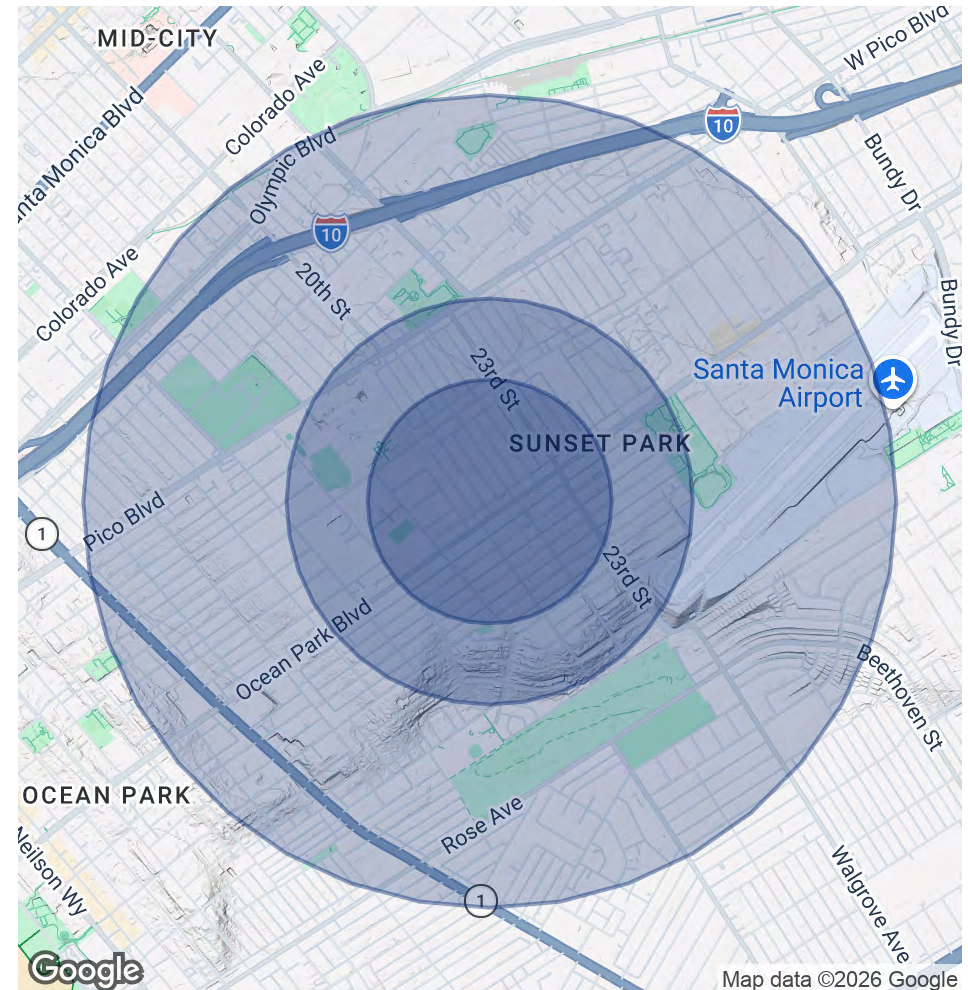 MID-CITY
W Pico Blvd
Colorado Ave
nta Monica Blvd
10
Olympic Blvd
Bundy Dr
10
Colorado Ave
20th St
Bundy Dr
23rd St
Santa Monica
Airport
SUNSET PARK
Pico Blvd
1
23rd St
Ocean Park Blvd
Beethoven St
OCEAN PARK
Rose Ave
Neilson Wy
Walgrove Ave
1
Google
Map data ©2026 Google